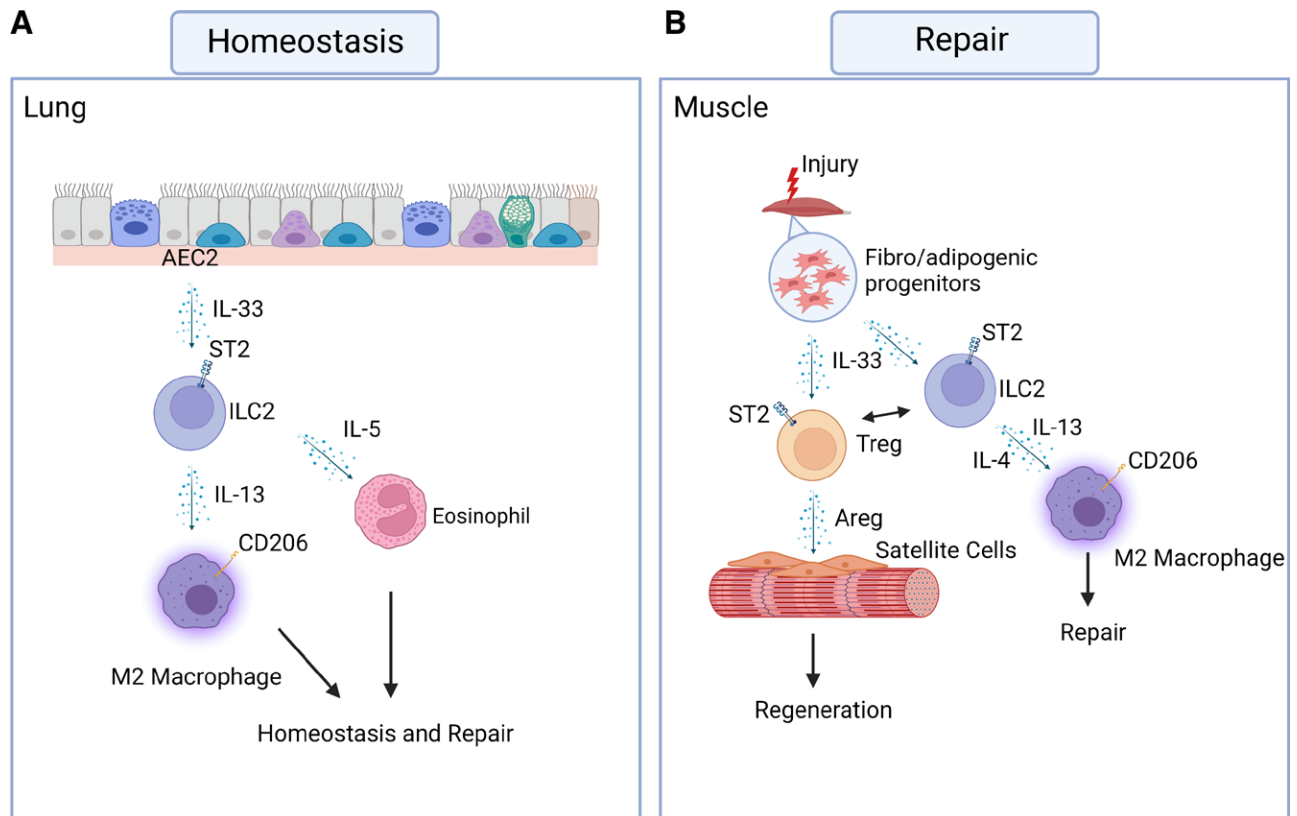 A
Homeostasis
Lung
AEC2
IL-33
ST2
ILC2
IL-5
IL-13
Eosinophil
CD206
M2 Macrophage
Homeostasis and Repair
B
Repair
Muscle
Injury
Fibro/adipogenic
progenitors
ST2
IL-33
ILC2
ST2
Treg
IL-13
IL-4
CD206
Areg
Satellite Cells
M2 Macrophage
Repair
Regeneration